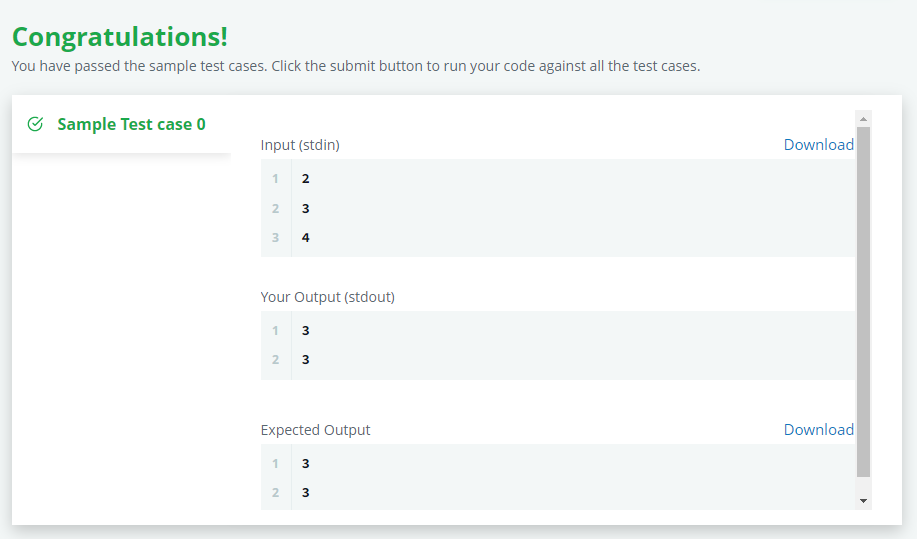 Congratulations!
You have passed the sample test cases. Click the submit button to run your code against all the test cases.
Sample Test case 0
Input (stdin)
Download
1 2
2 3
3 4
Your Output (stdout)
1 3
2 3
Expected Output
Download
1 3
2 3